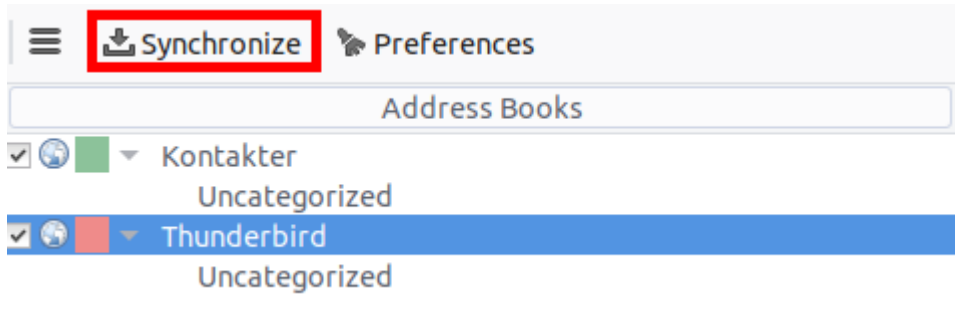 Synchronize Preferences
Address Books
Kontakter
Uncategorized
Thunderbird
Uncategorized